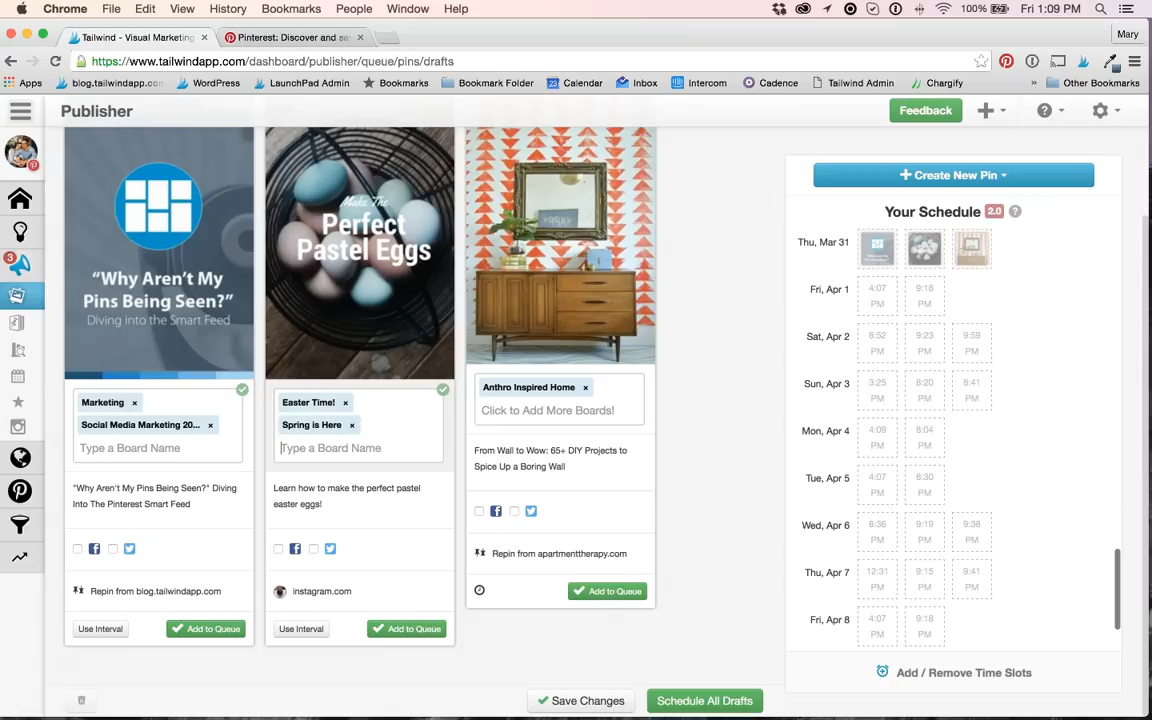 Chrome File Edit View History Bookmarks People Window Help 100% Fri 1:09 PM
Tailwind - Visual Marketing × Pinterest: Discover and sa × Mary
https://www.tailwindapp.com/dashboard/publisher/queue/pins/drafts
Apps blog.tailwindapp.com WordPress LaunchPad Admin Bookmarks Bookmark Folder 23 Calendar Inbox Intercom Cadence Tailwind Admin Chargify » Other Bookmarks
Publisher Feedback
3
"Why Aren't My
Pins Being Seen?"
Diving into the Smart Feed
Marketing ×
Social Media Marketing 20... ×
Type a Board Name
"Why Aren't My Pins Being Seen?" Diving
Into The Pinterest Smart Feed
Repin from blog.tailwindapp.com
Use Interval Add to Queue
Make The
Perfect
Pastel Eggs
Easter Time! ×
Spring is Here ×
Type a Board Name
Learn how to make the perfect pastel
easter eggs!
instagram.com
Use Interval Add to Queue
Anthro Inspired Home ×
Click to Add More Boards!
From Wall to Wow: 65+ DIY Projects to
Spice Up a Boring Wall
Repin from apartmenttherapy.com
Add to Queue
Save Changes Schedule All Drafts
+ Create New Pin
Your Schedule 2.0 ?
Thu, Mar 31
Fri, Apr 1 4:07 PM 9:18 PM
Sat, Apr 2 8:52 PM 9:23 PM 9:59 PM
Sun, Apr 3 3:25 PM 8:20 PM 8:41 PM
Mon, Apr 4 4:09 PM 8:04 PM
Tue, Apr 5 4:07 PM 8:30 PM
Wed, Apr 6 8:36 PM 9:19 PM 9:38 PM
Thu, Apr 7 12:31 PM 9:15 PM 9:41 PM
Fri, Apr 8 4:07 PM 9:18 PM
Add / Remove Time Slots